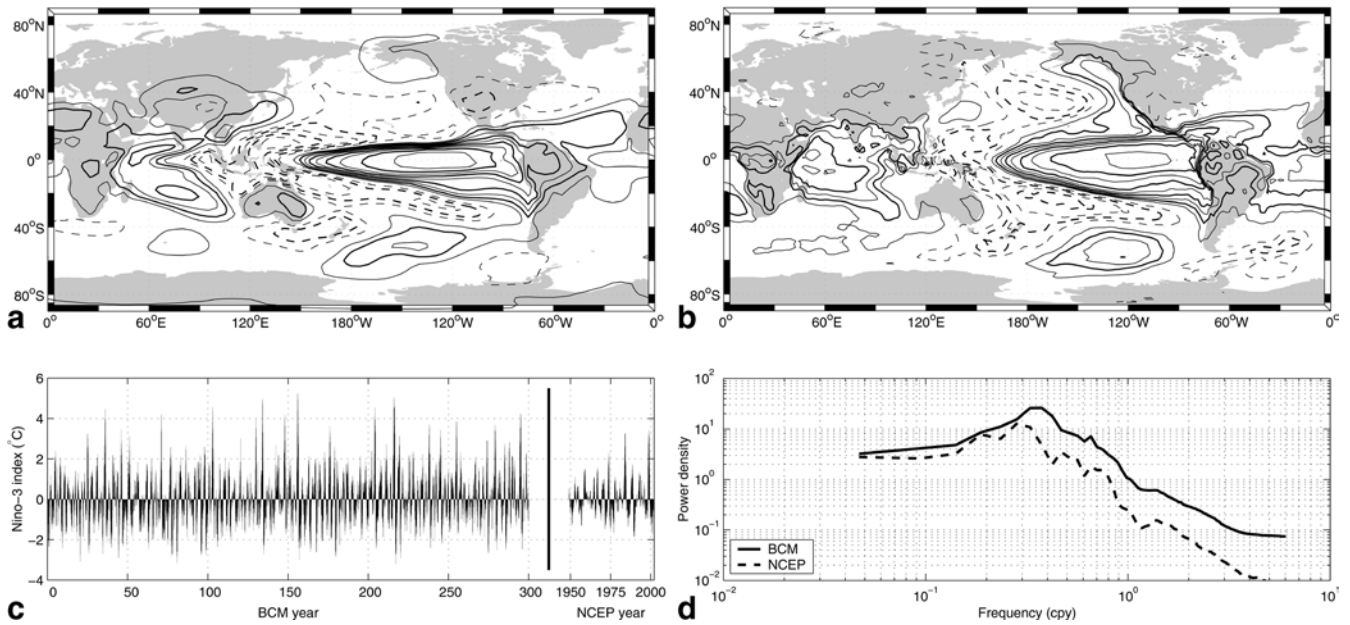 80°N
40°N
0°
40°S
80°S
0°
60°E
120°E
180°W
120°W
60°W
0°
a
80°N
40°N
0°
40°S
80°S
0°
60°E
120°E
180°W
120°W
60°W
0°
b
6
4
2
0
−2
−4
Nino−3 index (°C)
0
50
100
150
200
250
300
1950
1975
2000
BCM year
NCEP year
c
10²
10¹
10⁰
10⁻¹
10⁻²
Power density
BCM
NCEP
10⁻²
10⁻¹
10⁰
10¹
Frequency (cpy)
d